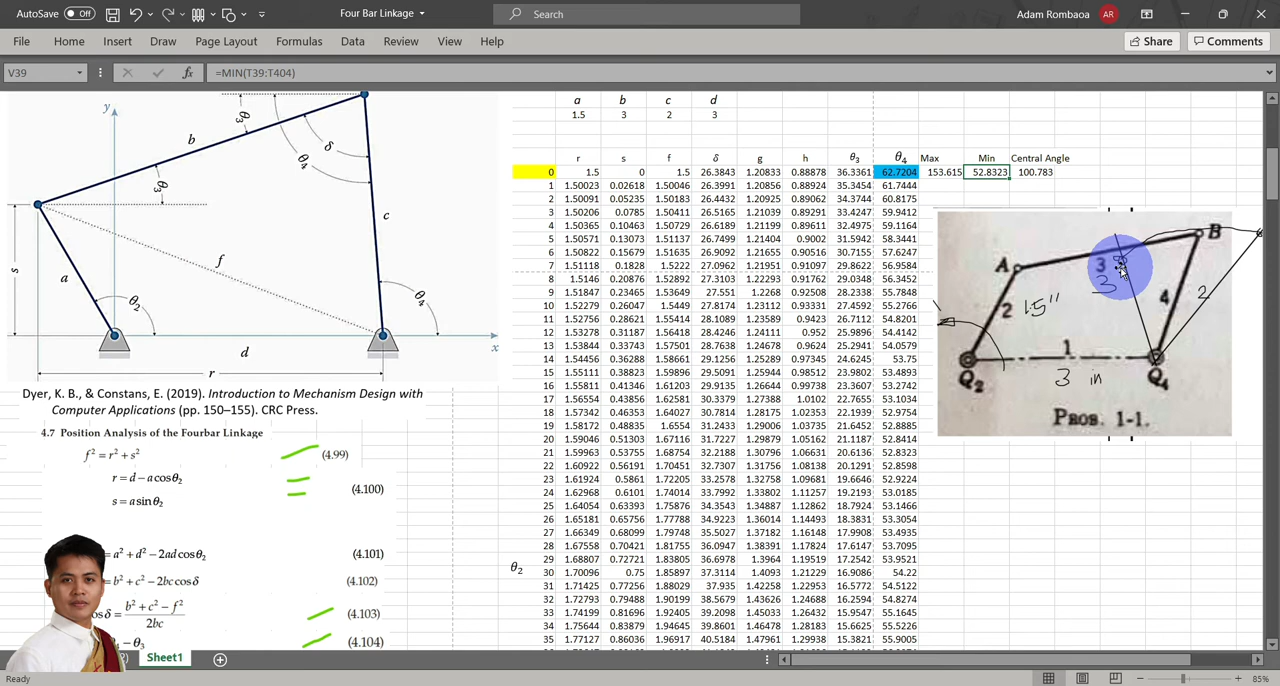 AutoSave Off Four Bar Linkage Search Adam Rombaoa AR
File Home Insert Draw Page Layout Formulas Data Review View Help Share Comments
V39 fx =MIN(T39:T404)
y
b
θ3
θ4
δ
θ3
c
f
s
a
θ2
θ4
d
x
r
Dyer, K. B., & Constans, E. (2019). Introduction to Mechanism Design with
Computer Applications (pp. 150–155). CRC Press.
4.7 Position Analysis of the Fourbar Linkage
f² = r² + s² (4.99)
r = d − a cosθ2
(4.100)
s = a sinθ2
= a² + d² − 2ad cosθ2 (4.101)
= b² + c² − 2bc cosδ (4.102)
osδ = b² + c² − f² / 2bc (4.103)
− θ3 (4.104)
a b c d
1.5 3 2 3
r s f δ g h θ3 θ4 Max Min Central Angle
0 1.5 0 1.5 26.3843 1.20833 0.88878 36.3361 62.7204 153.615 52.8323 100.783
1 1.50023 0.02618 1.50046 26.3991 1.20856 0.88924 35.3454 61.7444
2 1.50091 0.05235 1.50183 26.4432 1.20925 0.89062 34.3744 60.8175
3 1.50206 0.0785 1.50411 26.5165 1.21039 0.89291 33.4247 59.9412
4 1.50365 0.10463 1.50729 26.6189 1.21199 0.89611 32.4975 59.1164
5 1.50571 0.13073 1.51137 26.7499 1.21404 0.9002 31.5942 58.3441
6 1.50822 0.1568 1.51635 26.9092 1.21655 0.90516 30.7155 57.6247
7 1.51118 0.1828 1.5222 27.0962 1.21951 0.91097 29.8622 56.9584
8 1.5146 0.20876 1.52892 27.3103 1.22293 0.91762 29.0348 56.3452
9 1.51847 0.23465 1.53649 27.551 1.2268 0.92508 28.2338 55.7848
10 1.52279 0.26047 1.5449 27.8174 1.23112 0.93331 27.4592 55.2766
11 1.52756 0.28621 1.55414 28.1089 1.23589 0.9423 26.7112 54.8201
12 1.53278 0.31187 1.56418 28.4246 1.24111 0.952 25.9896 54.4142
13 1.53844 0.33743 1.57501 28.7638 1.24678 0.9624 25.2941 54.0579
14 1.54456 0.36288 1.58661 29.1256 1.25289 0.97345 24.6245 53.75
15 1.55111 0.38823 1.59896 29.5091 1.25944 0.98512 23.9802 53.4893
16 1.55811 0.41346 1.61203 29.9135 1.26644 0.99738 23.3607 53.2742
17 1.56554 0.43856 1.62581 30.3379 1.27388 1.0102 22.7655 53.1034
18 1.57342 0.46353 1.64027 30.7814 1.28175 1.02353 22.1939 52.9754
19 1.58172 0.48835 1.6554 31.2433 1.29006 1.03735 21.6452 52.8885
20 1.59046 0.51303 1.67116 31.7227 1.29879 1.05162 21.1187 52.8414
21 1.59963 0.53755 1.68754 32.2188 1.30796 1.06631 20.6136 52.8323
22 1.60922 0.56191 1.70451 32.7307 1.31756 1.08138 20.1291 52.8598
23 1.61924 0.5861 1.72205 33.2578 1.32758 1.09681 19.6646 52.9224
24 1.62968 0.6101 1.74014 33.7992 1.33802 1.11257 19.2193 53.0185
25 1.64054 0.63393 1.75876 34.3543 1.34887 1.12862 18.7924 53.1466
26 1.65181 0.65756 1.77788 34.9223 1.36014 1.14493 18.3831 53.3054
27 1.66349 0.68099 1.79748 35.5027 1.37182 1.16148 17.9908 53.4935
28 1.67558 0.70421 1.81755 36.0947 1.38391 1.17824 17.6147 53.7095
29 1.68807 0.72721 1.83805 36.6978 1.3964 1.19519 17.2542 53.9521
θ2 30 1.70096 0.75 1.85897 37.3114 1.4093 1.21229 16.9086 54.22
31 1.71425 0.77256 1.88029 37.935 1.42258 1.22953 16.5772 54.5122
32 1.72793 0.79488 1.90199 38.5679 1.43626 1.24688 16.2594 54.8274
33 1.74199 0.81696 1.92405 39.2098 1.45033 1.26432 15.9547 55.1645
34 1.75644 0.83879 1.94645 39.8601 1.46478 1.28183 15.6625 55.5226
35 1.77127 0.86036 1.96917 40.5184 1.47961 1.29938 15.3821 55.9005
A B
3
3
2 1.5"
4 2
1
3 in
Q2 Q4
PROB. 1-1.
Sheet1
Ready 85%